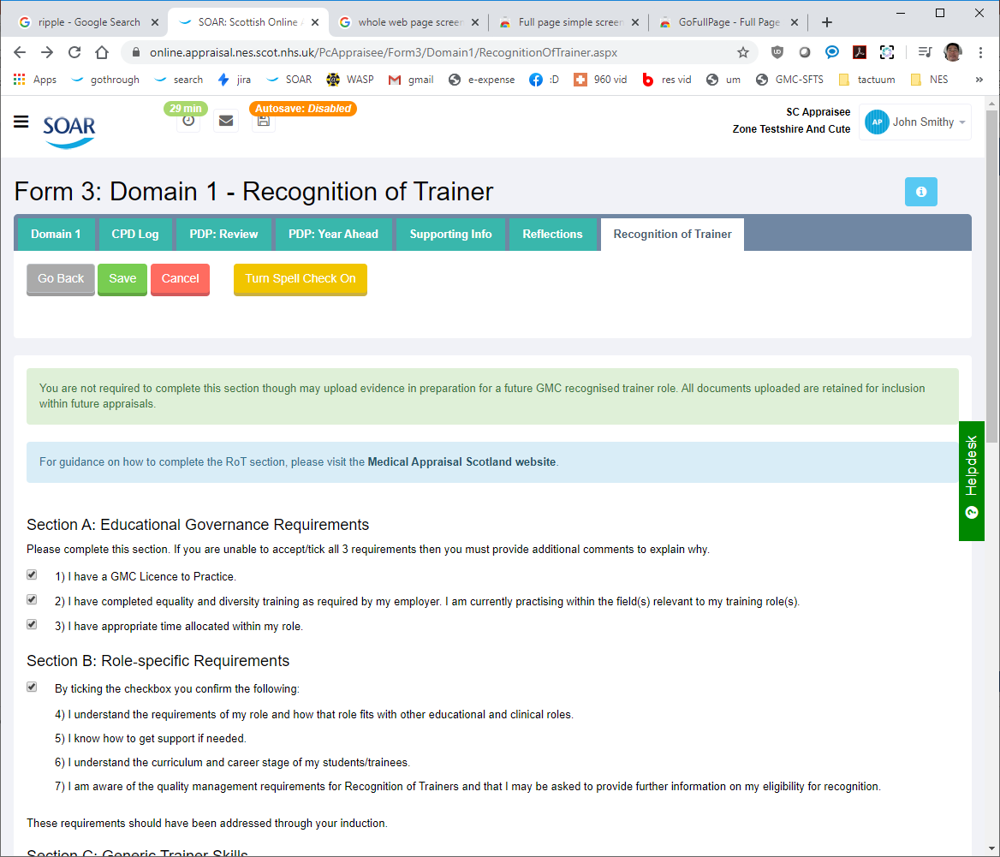 ripple - Google Search
SOAR: Scottish Online
whole web page screen
Full page simple screen
GoFullPage - Full Page
online.appraisal.nes.scot.nhs.uk/PcAppraisee/Form3/Domain1/RecognitionOfTrainer.aspx
Apps
gothrough
search
jira
SOAR
WASP
gmail
e-expense
:D
960 vid
res vid
um
GMC-SFTS
tactuum
NES
»
29 min
Autosave: Disabled
SOAR
SC Appraisee
Zone Testshire And Cute
AP
John Smithy
Form 3: Domain 1 - Recognition of Trainer
Domain 1
CPD Log
PDP: Review
PDP: Year Ahead
Supporting Info
Reflections
Recognition of Trainer
Go Back
Save
Cancel
Turn Spell Check On
You are not required to complete this section though may upload evidence in preparation for a future GMC recognised trainer role. All documents uploaded are retained for inclusion
within future appraisals.
For guidance on how to complete the RoT section, please visit the Medical Appraisal Scotland website.
Helpdesk
Section A: Educational Governance Requirements
Please complete this section. If you are unable to accept/tick all 3 requirements then you must provide additional comments to explain why.
1) I have a GMC Licence to Practice.
2) I have completed equality and diversity training as required by my employer. I am currently practising within the field(s) relevant to my training role(s).
3) I have appropriate time allocated within my role.
Section B: Role-specific Requirements
By ticking the checkbox you confirm the following:
4) I understand the requirements of my role and how that role fits with other educational and clinical roles.
5) I know how to get support if needed.
6) I understand the curriculum and career stage of my students/trainees.
7) I am aware of the quality management requirements for Recognition of Trainers and that I may be asked to provide further information on my eligibility for recognition.
These requirements should have been addressed through your induction.
Section C: Generic Trainer Skills